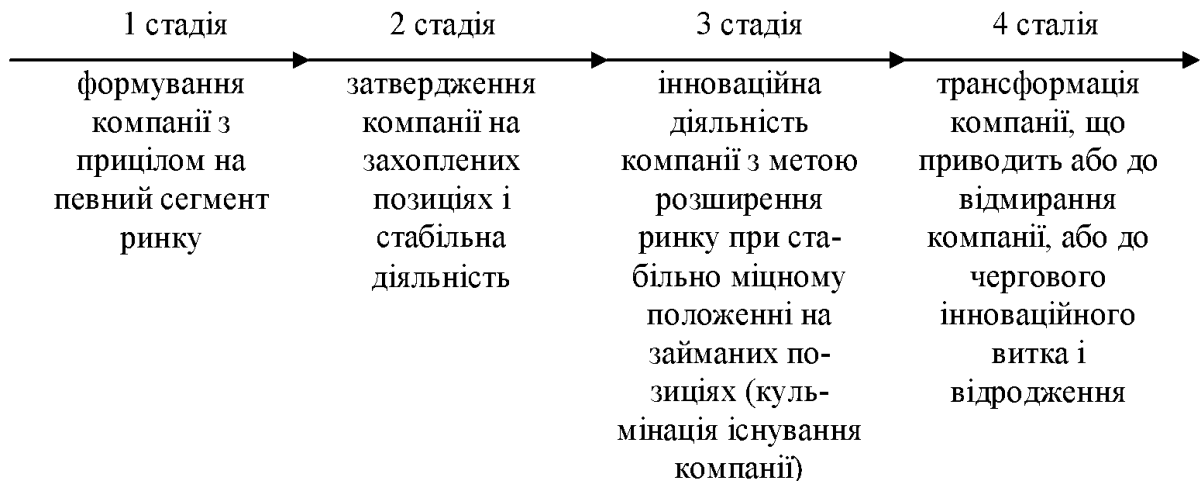 1 стадія
2 стадія
3 стадія
4 сталія
формування
компанії з
прицілом на
певний сегмент
ринку
затвердження
компанії на
захоплених
позиціях і
стабільна
діяльність
інноваційна
діяльність
компанії з метою
розширення
ринку при ста-
більно міцному
положенні на
займаних по-
зиціях (куль-
мінація існування
компанії)
трансформація
компанії, що
приводить або до
відмирання
компанії, або до
чергового
інноваційного
витка і
відродження